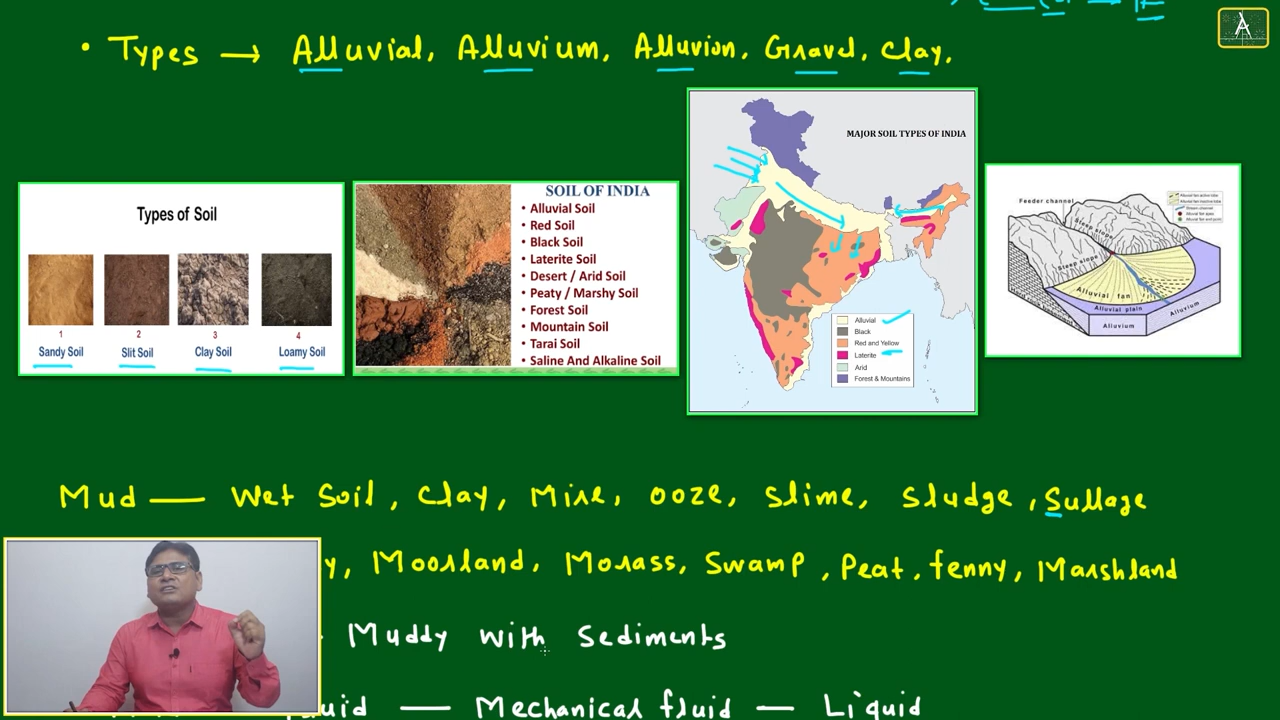 • Types → Alluvial, Alluvium, Alluvion, Gravel, Clay,
Types of Soil
1 2 3 4
Sandy Soil Slit Soil Clay Soil Loamy Soil
SOIL OF INDIA
• Alluvial Soil
• Red Soil
• Black Soil
• Laterite Soil
• Desert / Arid Soil
• Peaty / Marshy Soil
• Forest Soil
• Mountain Soil
• Tarai Soil
• Saline And Alkaline Soil
MAJOR SOIL TYPES OF INDIA
Alluvial
Black
Red and Yellow
Laterite
Arid
Forest & Mountains
Feeder channel
Steep slope
Steep slope
Alluvial fan
Alluvial plain
Alluvium
Alluvium
Mud — Wet Soil, Clay, Mire, ooze, Slime, Sludge, Sullage
y, Moorland, Morass, Swamp, Peat, fenny, Marshland
Muddy with Sediments
— Mechanical fluid — Liquid